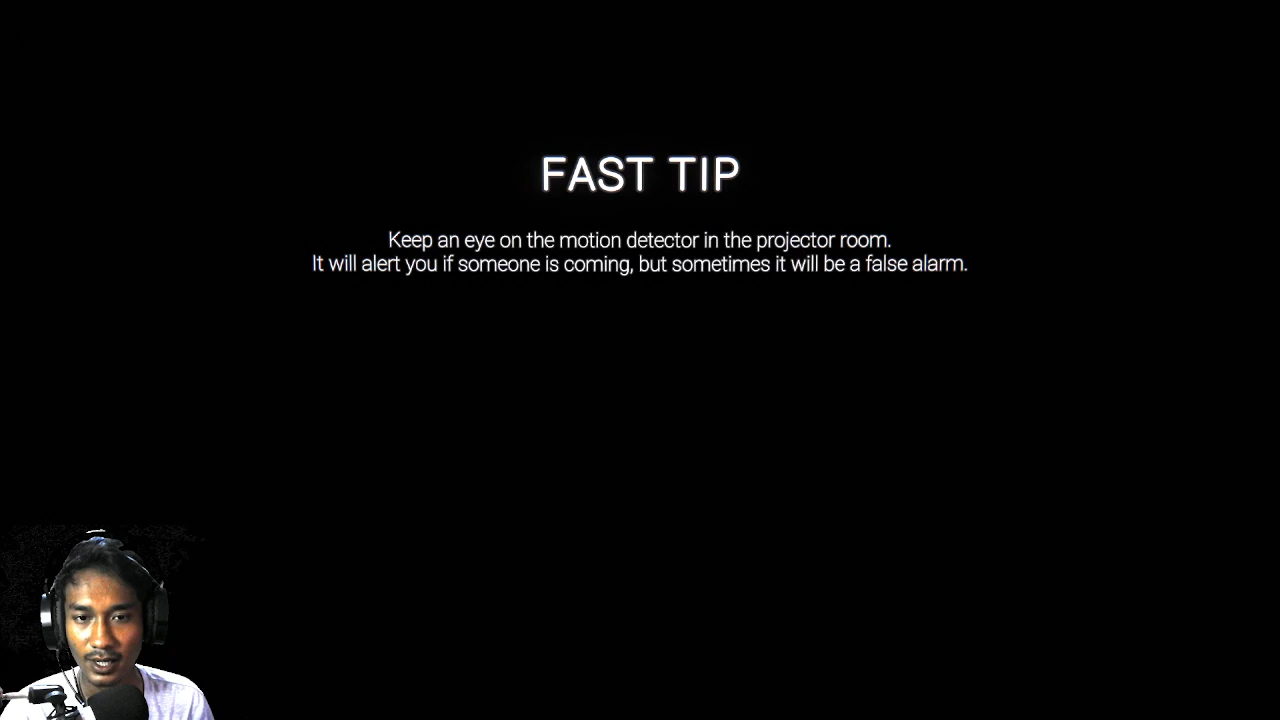 FAST TIP
Keep an eye on the motion detector in the projector room.
It will alert you if someone is coming, but sometimes it will be a false alarm.